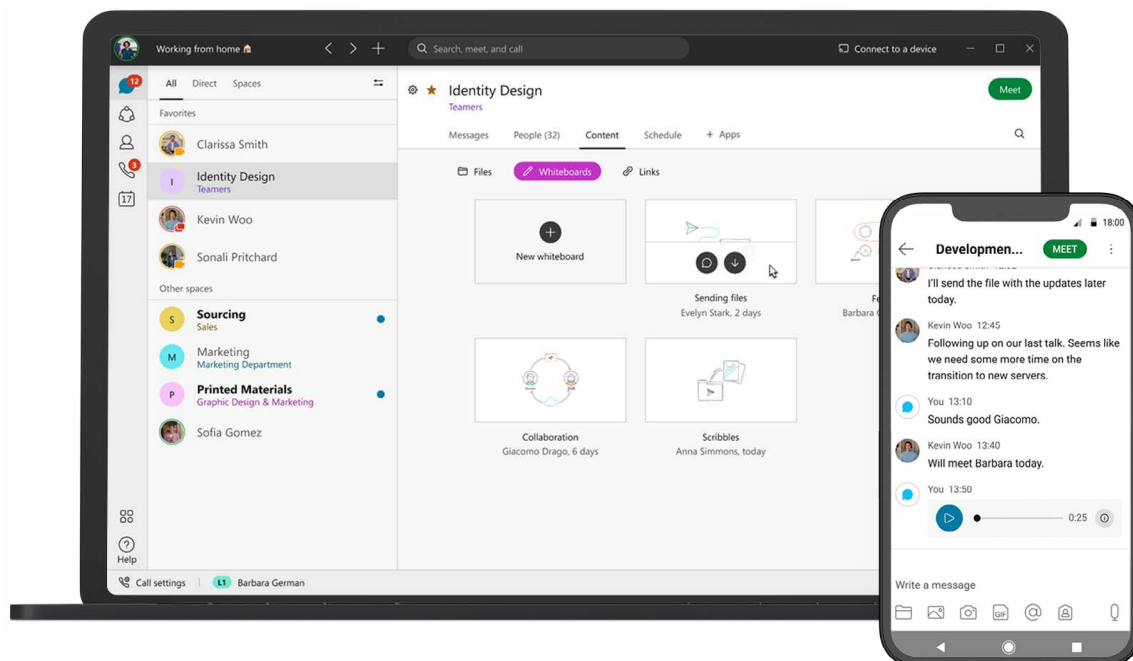 Working from home
Search, meet, and call
Connect to a device
12
3
17
All Direct Spaces
Favorites
Clarissa Smith
I
Identity Design
Teamers
Kevin Woo
Sonali Pritchard
Other spaces
S
Sourcing
Sales
M
Marketing
Marketing Department
P
Printed Materials
Graphic Design & Marketing
Sofia Gomez
Help
Call settings
L1 Barbara German
Identity Design
Teamers
Meet
Messages People (32) Content Schedule + Apps
Files Whiteboards Links
New whiteboard
Sending files
Evelyn Stark, 2 days
Fe
Barbara
Collaboration
Giacomo Drago, 6 days
Scribbles
Anna Simmons, today
18:00
Developmen...
MEET
I'll send the file with the updates later
today.
Kevin Woo 12:45
Following up on our last talk. Seems like
we need some more time on the
transition to new servers.
You 13:10
Sounds good Giacomo.
Kevin Woo 13:40
Will meet Barbara today.
You 13:50
0:25
Write a message
GIF